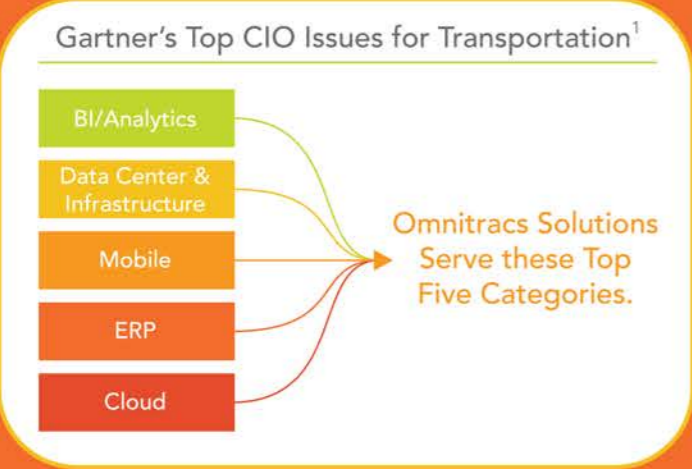 Gartner's Top CIO Issues for Transportation¹
BI/Analytics
Data Center &
Infrastructure
Mobile
ERP
Cloud
Omnitracs Solutions
Serve these Top
Five Categories.